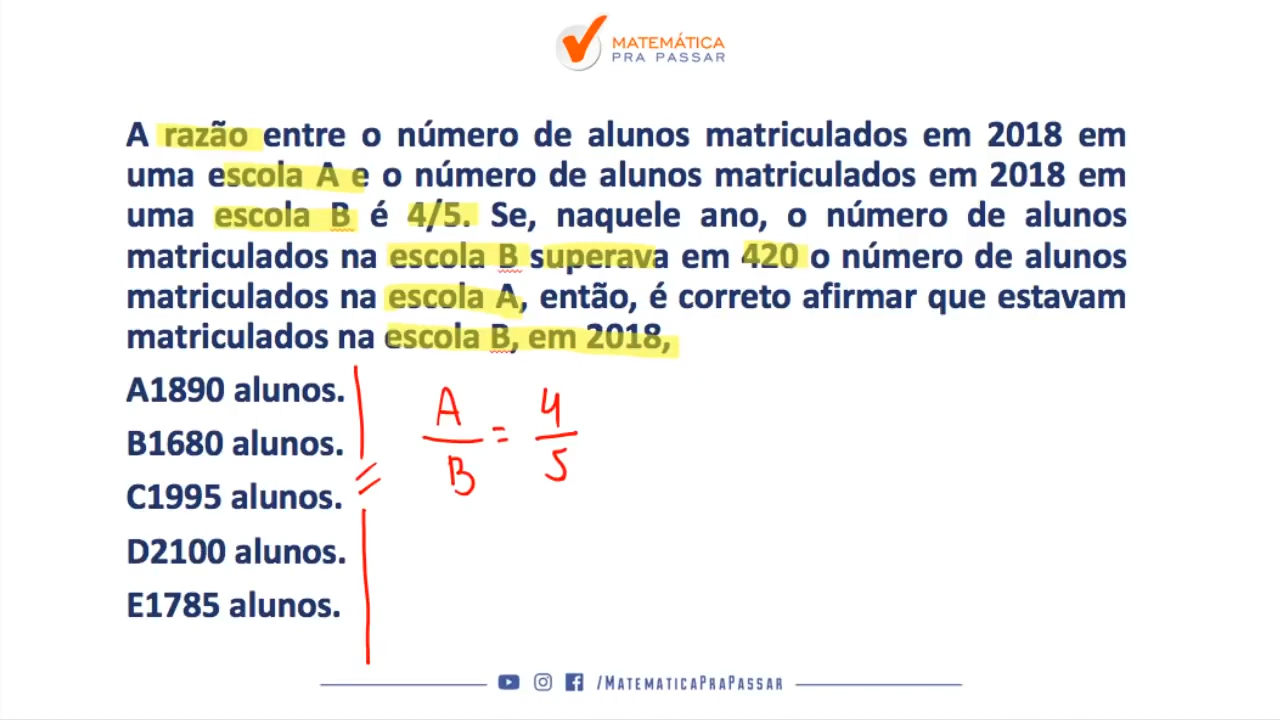 MATEMÁTICA
PRA PASSAR
A razão entre o número de alunos matriculados em 2018 em
uma escola A e o número de alunos matriculados em 2018 em
uma escola B é 4/5. Se, naquele ano, o número de alunos
matriculados na escola B superava em 420 o número de alunos
matriculados na escola A, então, é correto afirmar que estavam
matriculados na escola B, em 2018,
A1890 alunos.
B1680 alunos.
C1995 alunos.
D2100 alunos.
E1785 alunos.
A/B = 4/5
/MATEMATICAPRAPASSAR